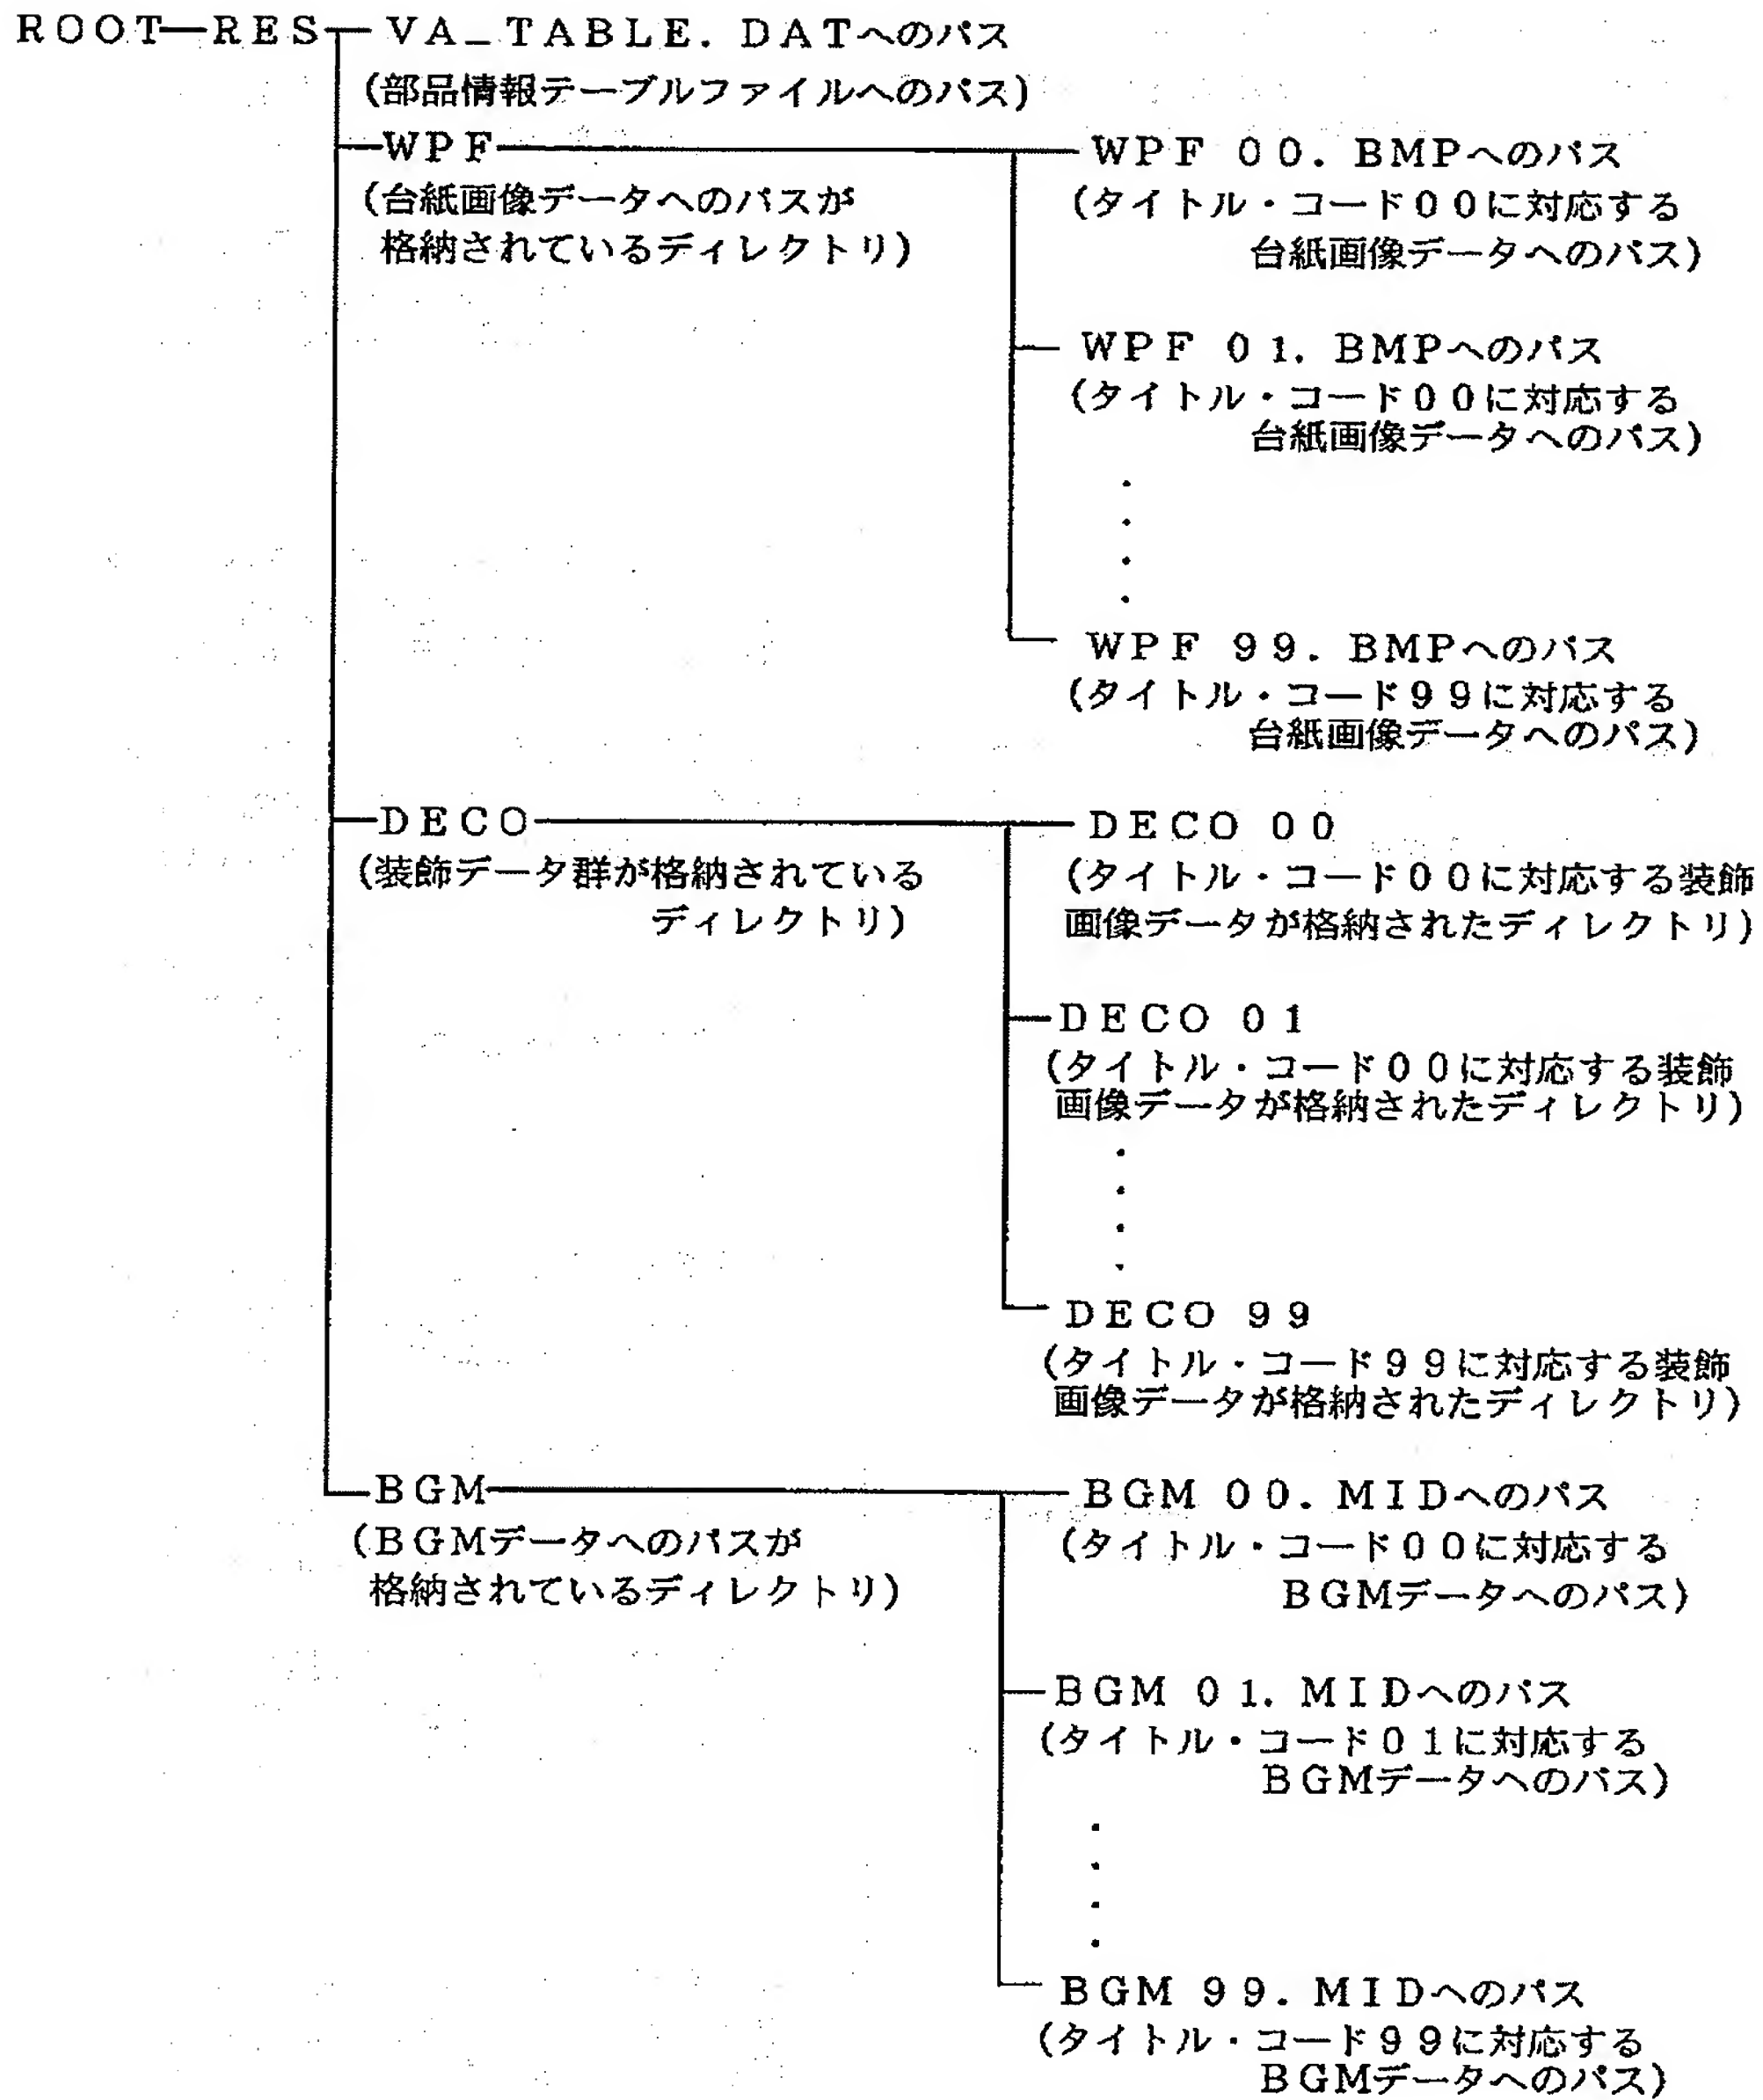 ROOT―RES
VA_TABLE.DATへのパス
(部品情報テーブルファイルへのパス)
WPF
(台紙画像データへのパスが
格納されているディレクトリ)
WPF 00.BMPへのパス
(タイトル・コード00に対応する
台紙画像データへのパス)
WPF 01.BMPへのパス
(タイトル・コード00に対応する
台紙画像データへのパス)
・
・
・
・
WPF 99.BMPへのパス
(タイトル・コード99に対応する
台紙画像データへのパス)
DECO
(装飾データ群が格納されている
ディレクトリ)
DECO 00
(タイトル・コード00に対応する装飾
画像データが格納されたディレクトリ)
DECO 01
(タイトル・コード00に対応する装飾
画像データが格納されたディレクトリ)
・
・
・
・
DECO 99
(タイトル・コード99に対応する装飾
画像データが格納されたディレクトリ)
BGM
(BGMデータへのパスが
格納されているディレクトリ)
BGM 00.MIDへのパス
(タイトル・コード00に対応する
BGMデータへのパス)
BGM 01.MIDへのパス
(タイトル・コード01に対応する
BGMデータへのパス)
・
・
・
・
BGM 99.MIDへのパス
(タイトル・コード99に対応する
BGMデータへのパス)